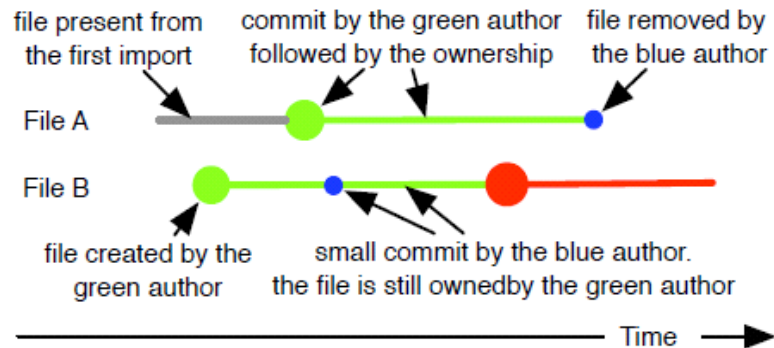 file present from
the first import
commit by the green author
followed by the ownership
file removed by
the blue author
File A
File B
file created by the
green author
small commit by the blue author.
the file is still ownedby the green author
Time